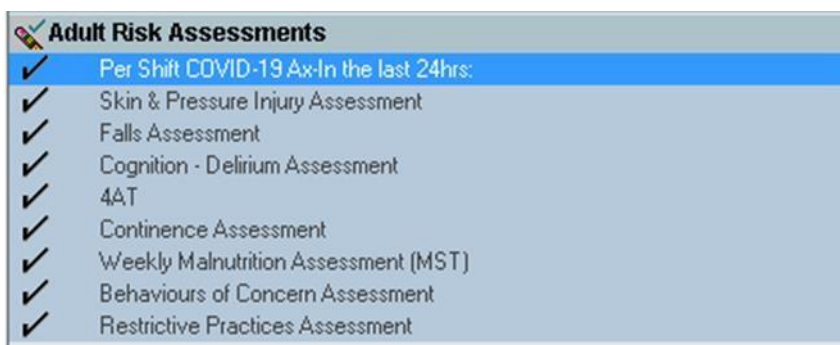 Adult Risk Assessments
Per Shift COVID-19 Ax-In the last 24hrs:
Skin & Pressure Injury Assessment
Falls Assessment
Cognition - Delirium Assessment
4AT
Continence Assessment
Weekly Malnutrition Assessment (MST)
Behaviours of Concern Assessment
Restrictive Practices Assessment